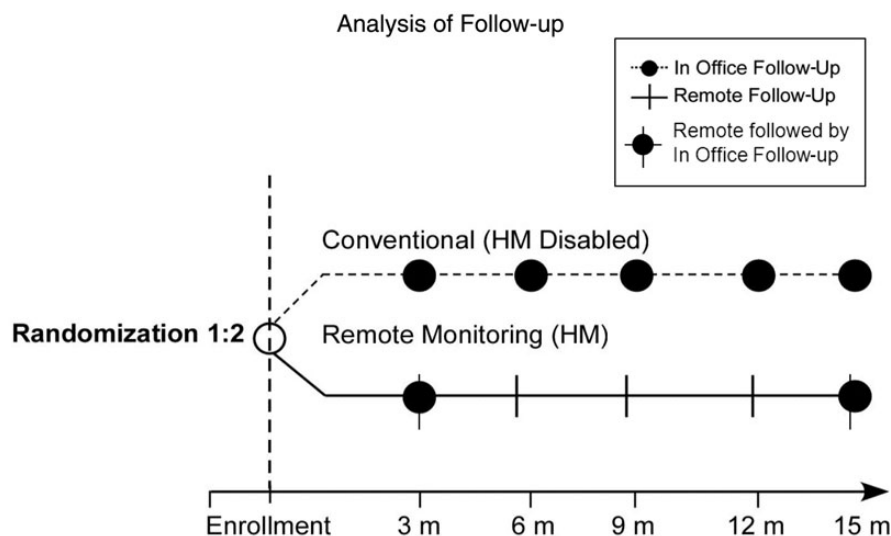 Analysis of Follow-up
In Office Follow-Up
Remote Follow-Up
Remote followed by
In Office Follow-up
Conventional (HM Disabled)
Randomization 1:2
Remote Monitoring (HM)
Enrollment 3 m 6 m 9 m 12 m 15 m